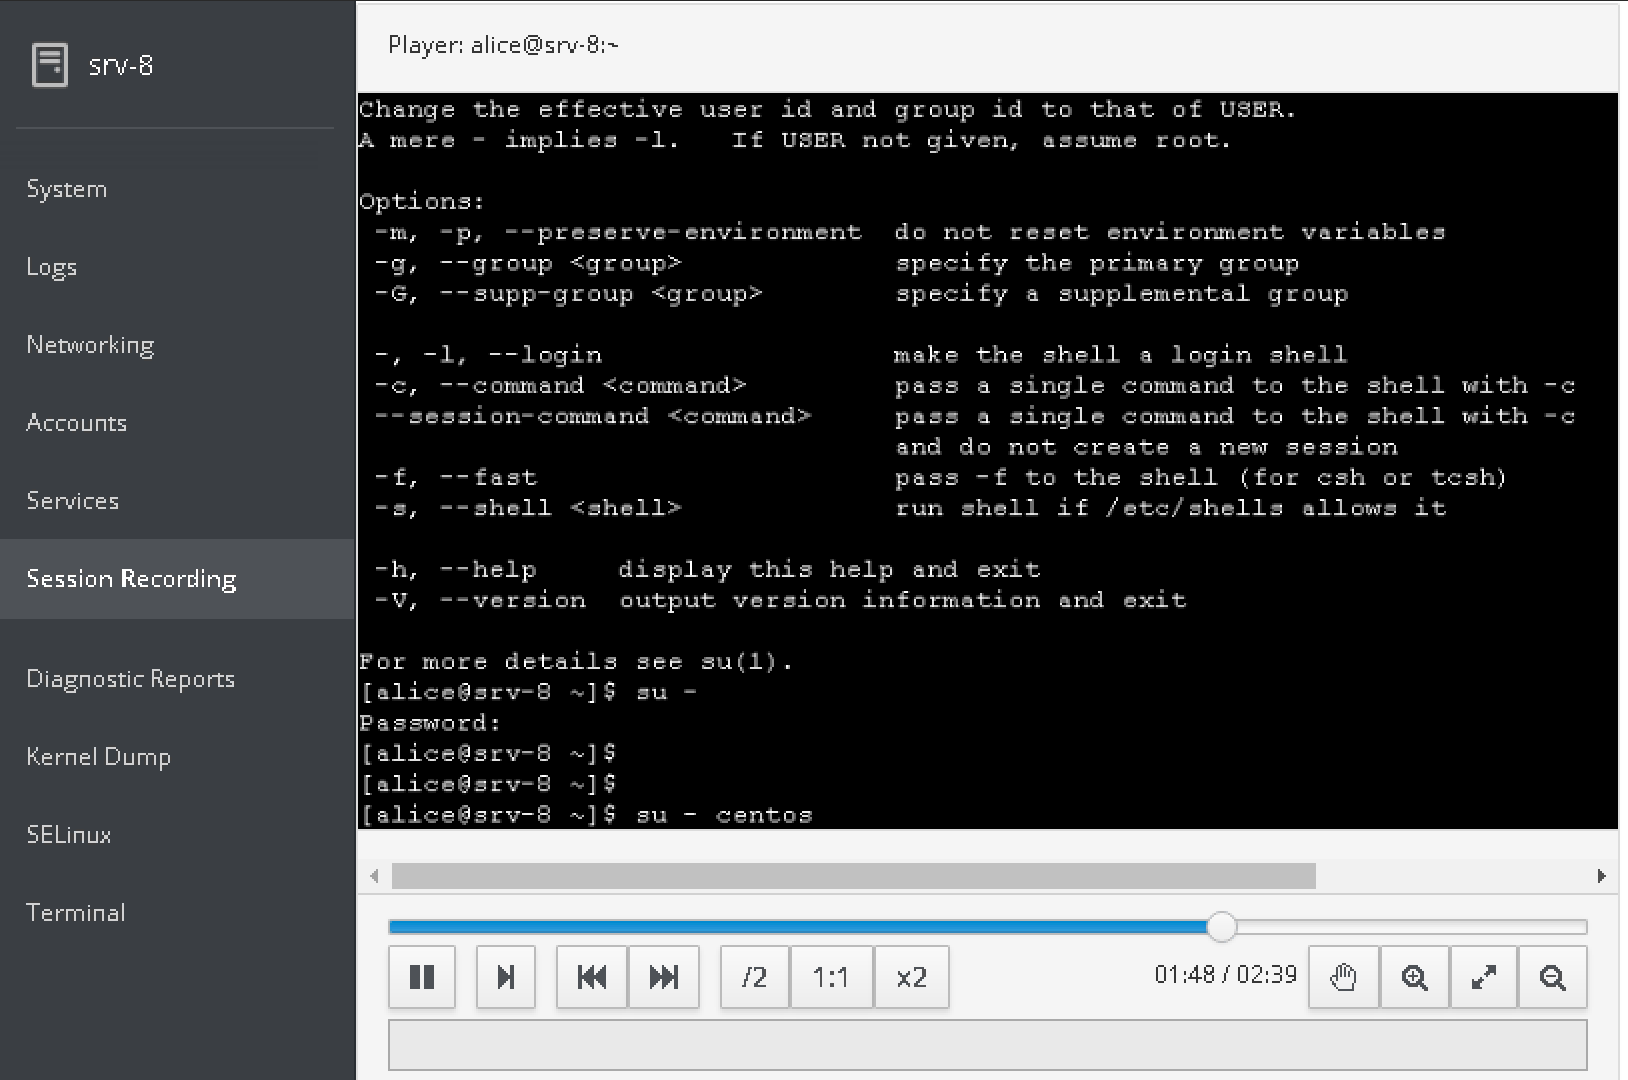 srv-8
System
Logs
Networking
Accounts
Services
Session Recording
Diagnostic Reports
Kernel Dump
SELinux
Terminal
Player: alice@srv-8:~
Change the effective user id and group id to that of USER.
A mere - implies -l.   If USER not given, assume root.
Options:
-m, -p, --preserve-environment  do not reset environment variables
-g, --group <group>             specify the primary group
-G, --supp-group <group>        specify a supplemental group
-, -l, --login                  make the shell a login shell
-c, --command <command>         pass a single command to the shell with -c
--session-command <command>     pass a single command to the shell with -c
and do not create a new session
-f, --fast                      pass -f to the shell (for csh or tcsh)
-s, --shell <shell>             run shell if /etc/shells allows it
-h, --help     display this help and exit
-V, --version  output version information and exit
For more details see su(1).
[alice@srv-8 ~]$ su -
Password:
[alice@srv-8 ~]$
[alice@srv-8 ~]$
[alice@srv-8 ~]$ su - centos
/2 1:1 x2 01:48 / 02:39